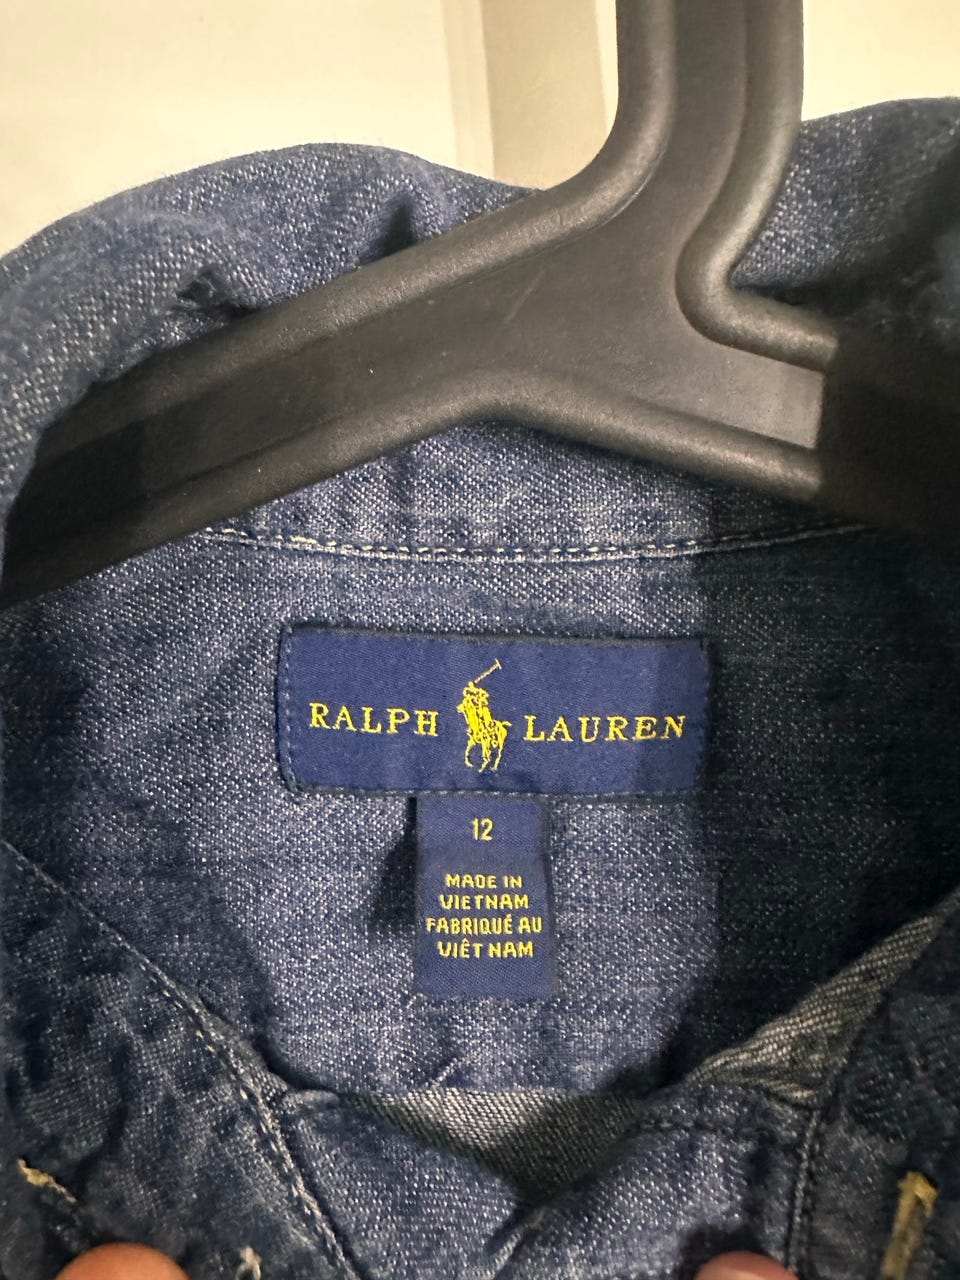 RALPH LAUREN
12
MADE IN
VIETNAM
FABRIQUÉ AU
VIÊT NAM